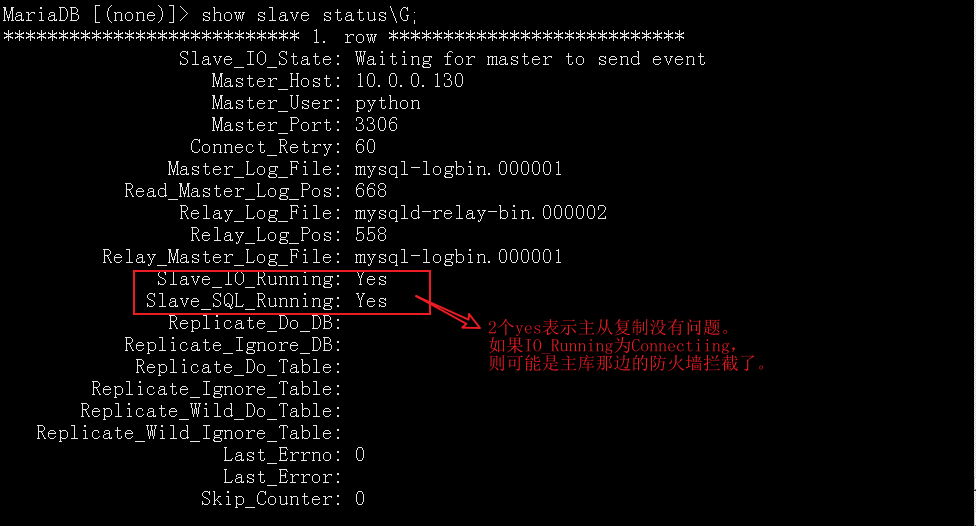 MariaDB [(none)]> show slave status\G;
*************************** 1. row ***************************
Slave_IO_State: Waiting for master to send event
Master_Host: 10.0.0.130
Master_User: python
Master_Port: 3306
Connect_Retry: 60
Master_Log_File: mysql-logbin.000001
Read_Master_Log_Pos: 668
Relay_Log_File: mysqld-relay-bin.000002
Relay_Log_Pos: 558
Relay_Master_Log_File: mysql-logbin.000001
Slave_IO_Running: Yes
Slave_SQL_Running: Yes
Replicate_Do_DB:
Replicate_Ignore_DB:
Replicate_Do_Table:
Replicate_Ignore_Table:
Replicate_Wild_Do_Table:
Replicate_Wild_Ignore_Table:
Last_Errno: 0
Last_Error:
Skip_Counter: 0
2个yes表示主从复制没有问题。
如果IO Running为Connectiing，
则可能是主库那边的防火墙拦截了。